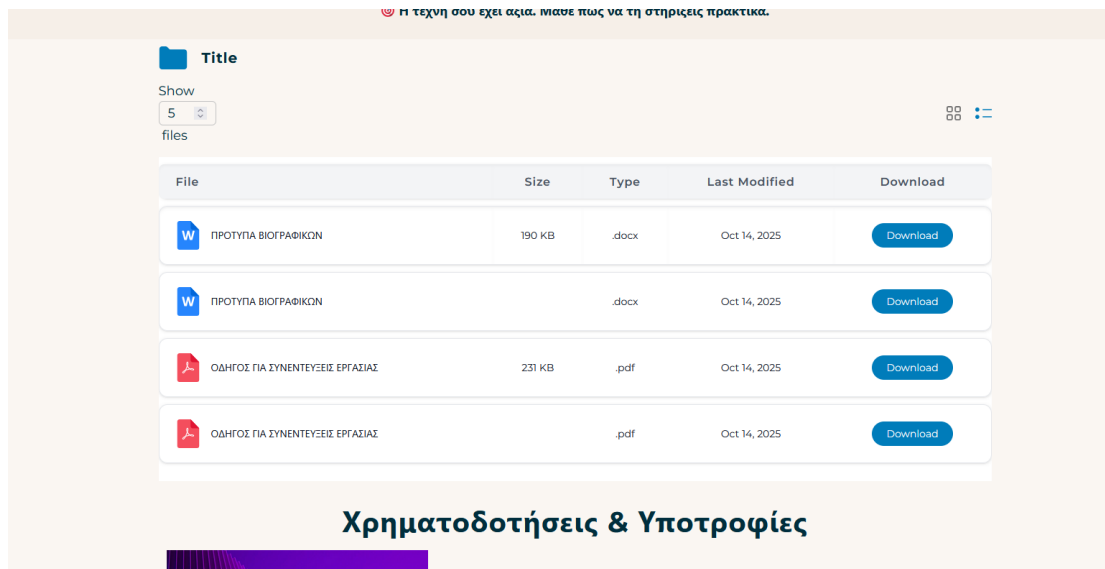 Η τέχνη σου έχει αξία. Μάθε πώς να τη στηρίξεις πρακτικά.
Title
Show
5
files
File Size Type Last Modified Download
W ΠΡΟΤΥΠΑ ΒΙΟΓΡΑΦΙΚΩΝ 190 KB .docx Oct 14, 2025 Download
W ΠΡΟΤΥΠΑ ΒΙΟΓΡΑΦΙΚΩΝ .docx Oct 14, 2025 Download
ΟΔΗΓΟΣ ΓΙΑ ΣΥΝΕΝΤΕΥΞΕΙΣ ΕΡΓΑΣΙΑΣ 231 KB .pdf Oct 14, 2025 Download
ΟΔΗΓΟΣ ΓΙΑ ΣΥΝΕΝΤΕΥΞΕΙΣ ΕΡΓΑΣΙΑΣ .pdf Oct 14, 2025 Download
Χρηματοδοτήσεις & Υποτροφίες